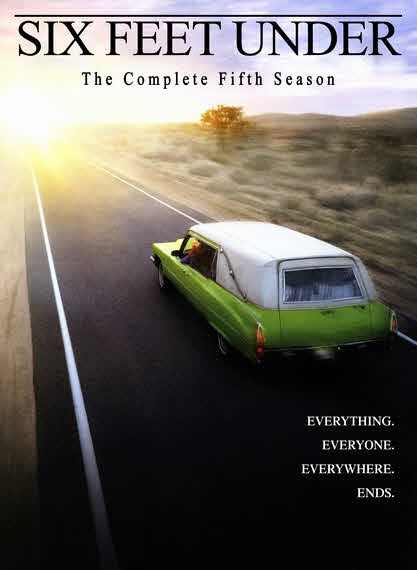 SIX FEET UNDER
The Complete Fifth Season
EVERYTHING.
EVERYONE.
EVERYWHERE.
ENDS.